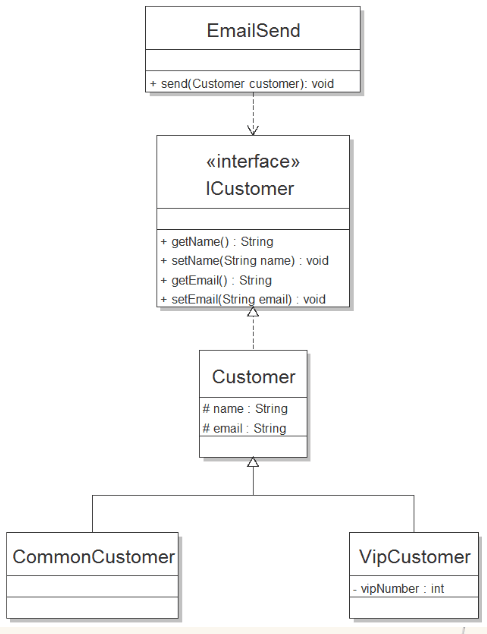 EmailSend
+ send(Customer customer): void
«interface»
ICustomer
+ getName() : String
+ setName(String name) : void
+ getEmail() : String
+ setEmail(String email) : void
Customer
# name : String
# email : String
CommonCustomer
VipCustomer
- vipNumber : int